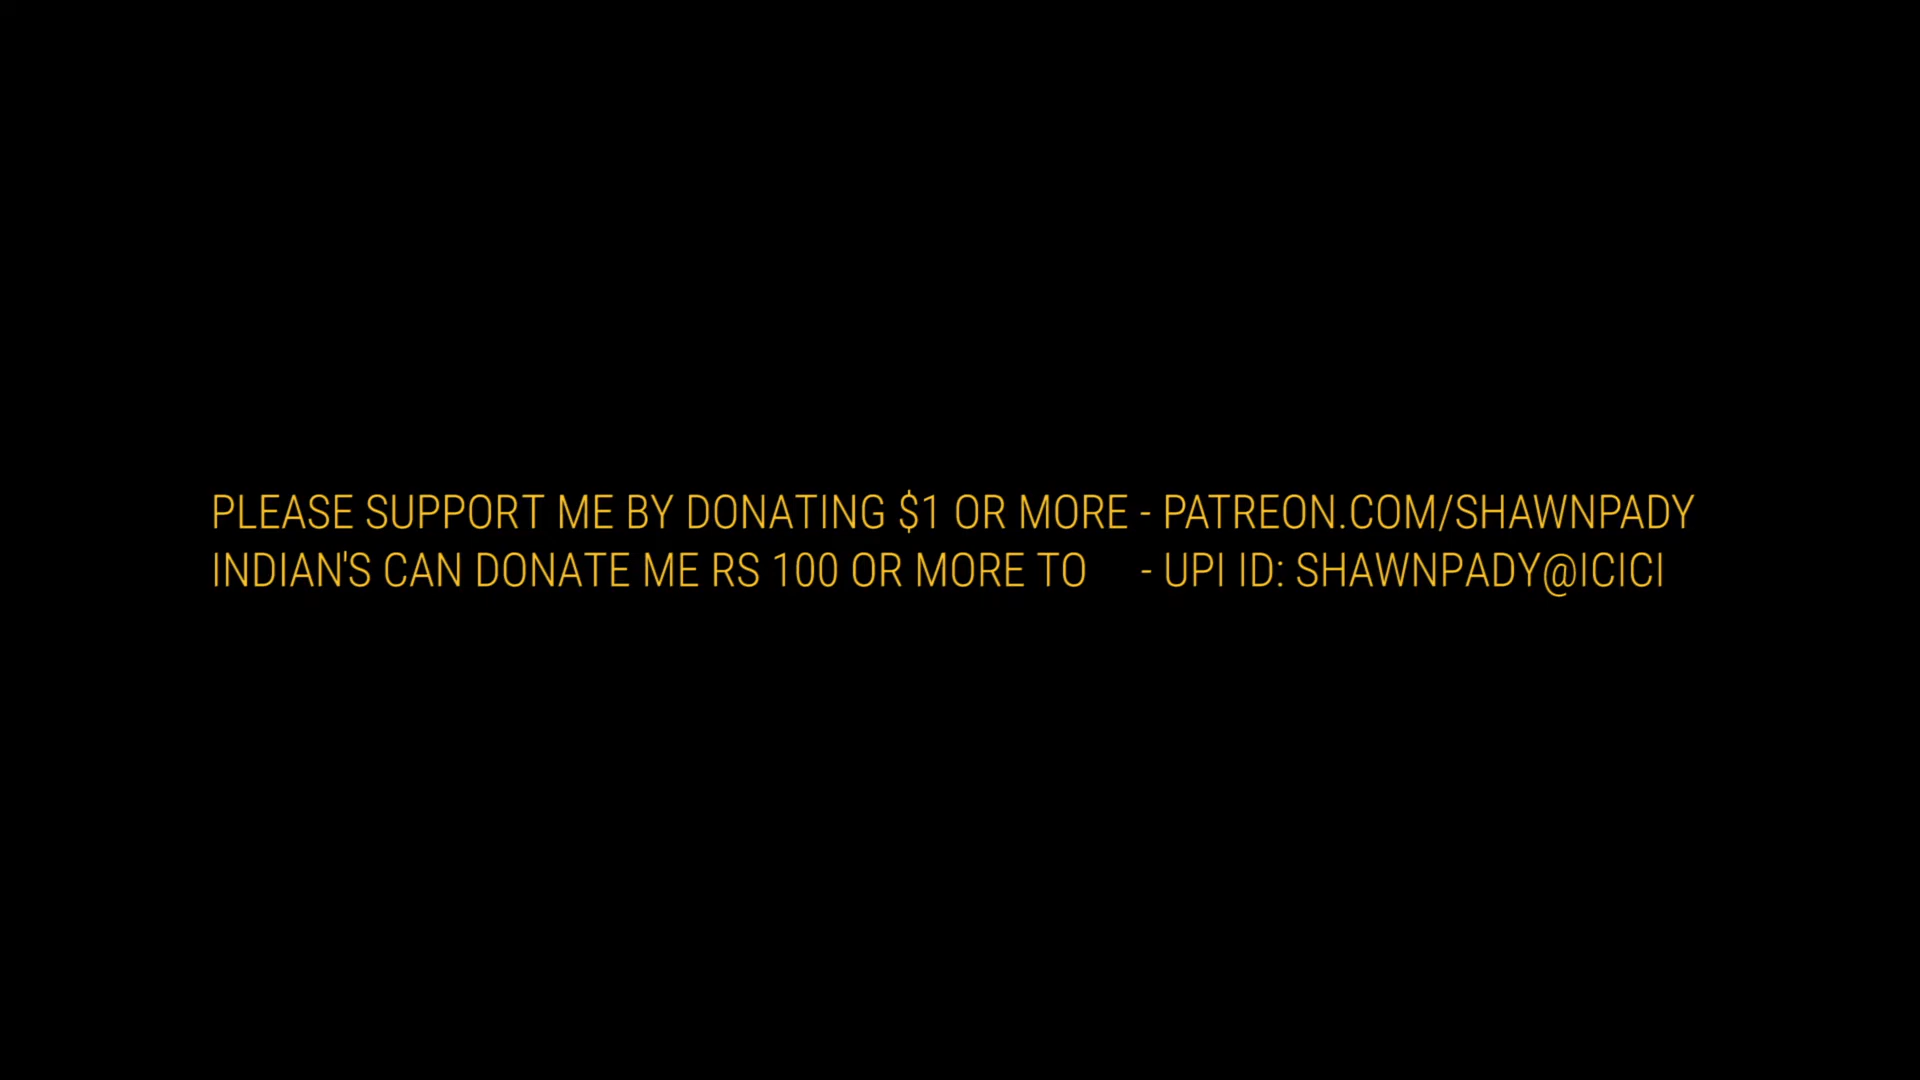 PLEASE SUPPORT ME BY DONATING $1 OR MORE - PATREON.COM/SHAWNPADY
INDIAN'S CAN DONATE ME RS 100 OR MORE TO - UPI ID: SHAWNPADY@ICICI